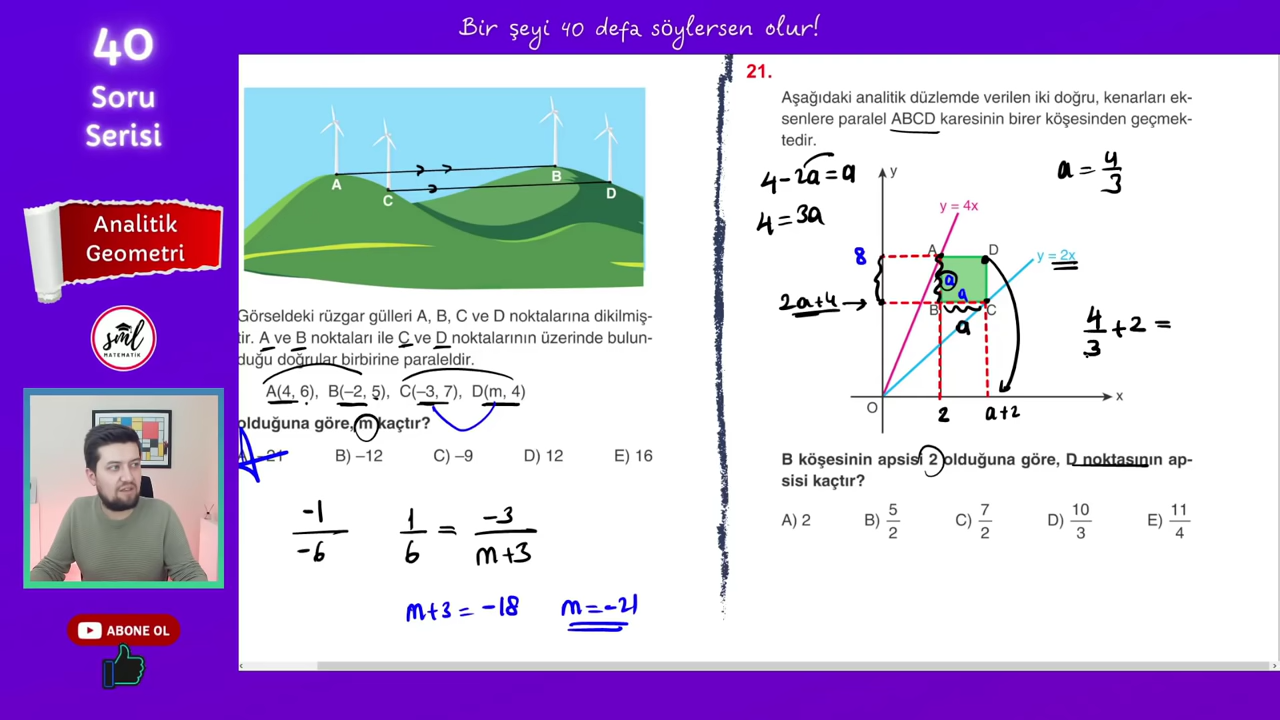 Bir şeyi 40 defa söylersen olur!
40
Soru
Serisi
Analitik
Geometri
sml
MATEMATİK
ABONE OL
A
C
B
D
Görseldeki rüzgar gülleri A, B, C ve D noktalarına dikilmiş-
tir. A ve B noktaları ile C ve D noktalarının üzerinde bulun-
duğu doğrular birbirine paraleldir.
A(4, 6), B(–2, 5), C(–3, 7), D(m, 4)
olduğuna göre, m kaçtır?
A) –21 B) –12 C) –9 D) 12 E) 16
-1/-6 1/6 = -3/m+3
m+3 = -18 m = -21
21.
Aşağıdaki analitik düzlemde verilen iki doğru, kenarları ek-
senlere paralel ABCD karesinin birer köşesinden geçmek-
tedir.
4-2a = a
4 = 3a
a = 4/3
y
y = 4x
8
A D
y = 2x
a
a
2a+4
B C
a
4/3 + 2 =
O
x
2 a+2
B köşesinin apsisi 2 olduğuna göre, D noktasının ap-
sisi kaçtır?
A) 2 B) 5/2 C) 7/2 D) 10/3 E) 11/4